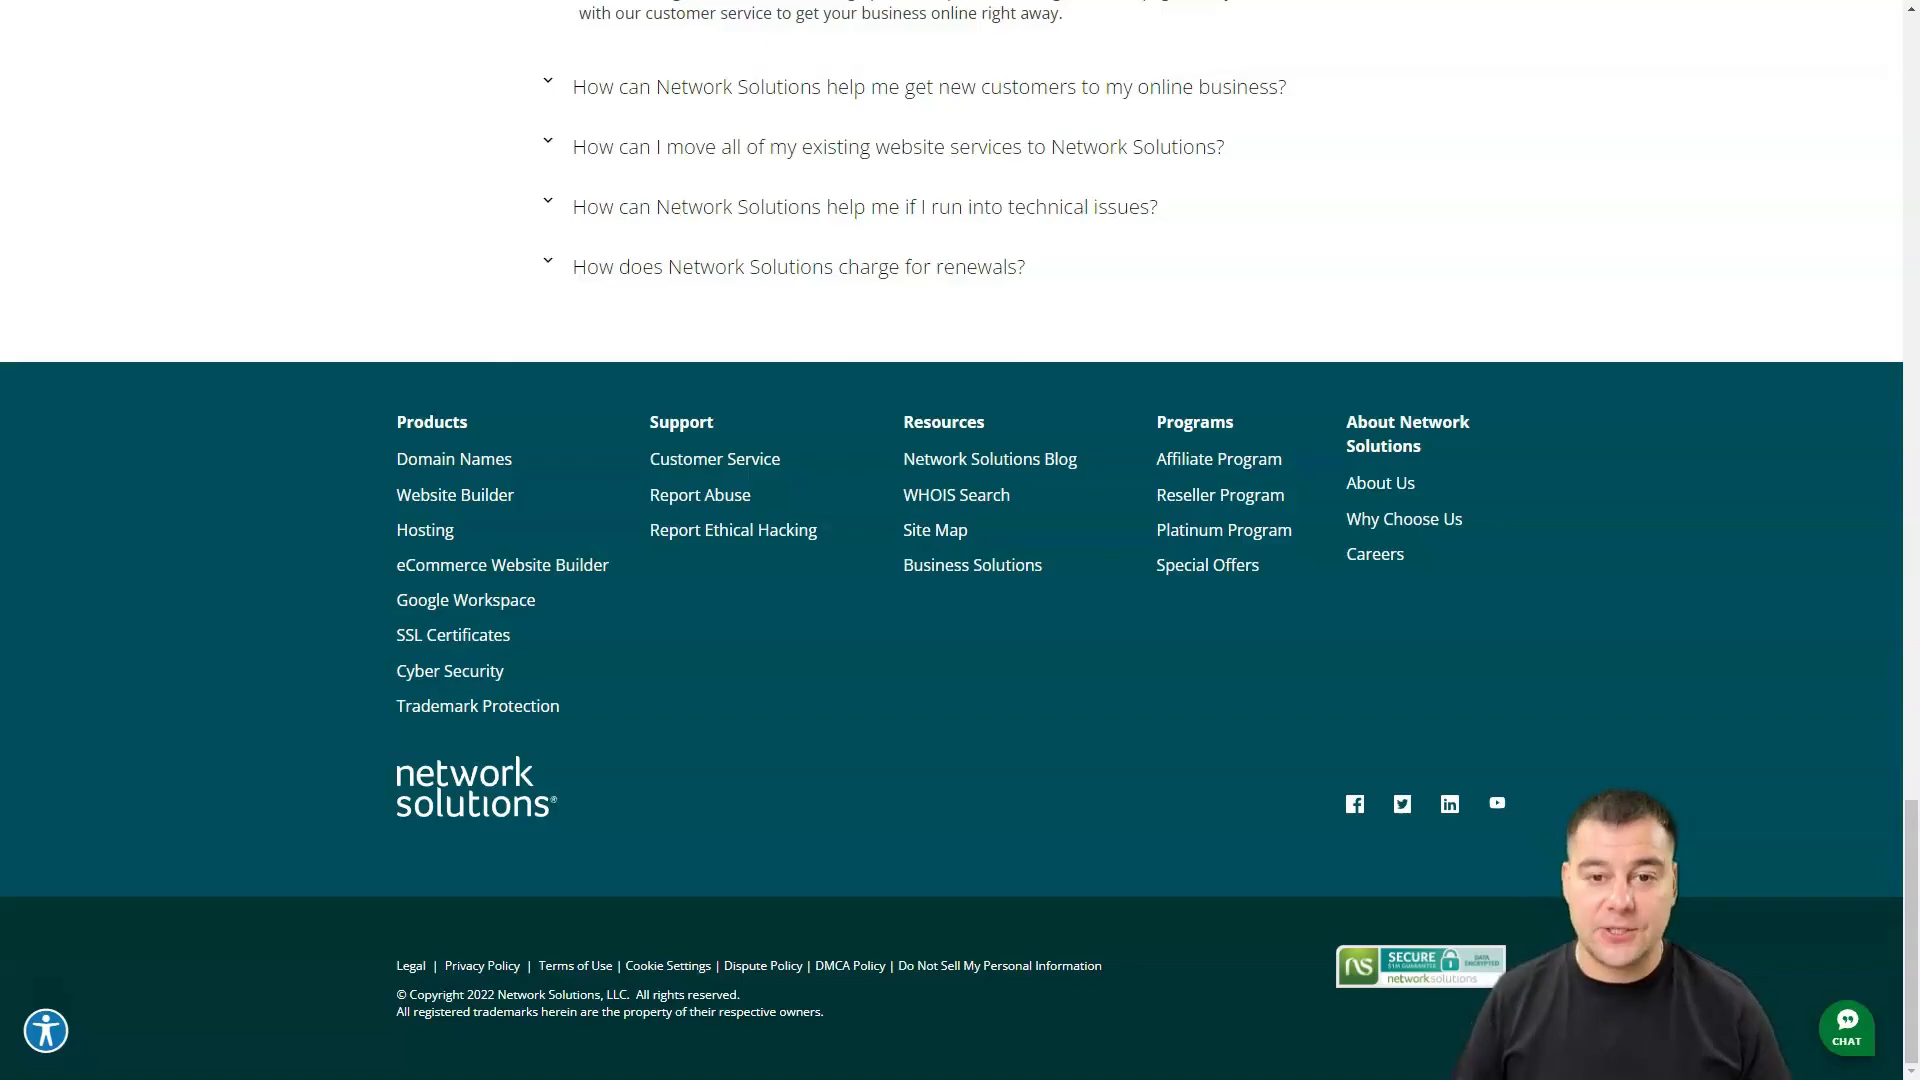 with our customer service to get your business online right away.
How can Network Solutions help me get new customers to my online business?
How can I move all of my existing website services to Network Solutions?
How can Network Solutions help me if I run into technical issues?
How does Network Solutions charge for renewals?
Products
Domain Names
Website Builder
Hosting
eCommerce Website Builder
Google Workspace
SSL Certificates
Cyber Security
Trademark Protection
Support
Customer Service
Report Abuse
Report Ethical Hacking
Resources
Network Solutions Blog
WHOIS Search
Site Map
Business Solutions
Programs
Affiliate Program
Reseller Program
Platinum Program
Special Offers
About Network
Solutions
About Us
Why Choose Us
Careers
network
solutions®
Legal | Privacy Policy | Terms of Use | Cookie Settings | Dispute Policy | DMCA Policy | Do Not Sell My Personal Information
© Copyright 2022 Network Solutions, LLC. All rights reserved.
All registered trademarks herein are the property of their respective owners.
ns
SECURE
$1M GUARANTEE
DATA
ENCRYPTED
networksolutions
CHAT